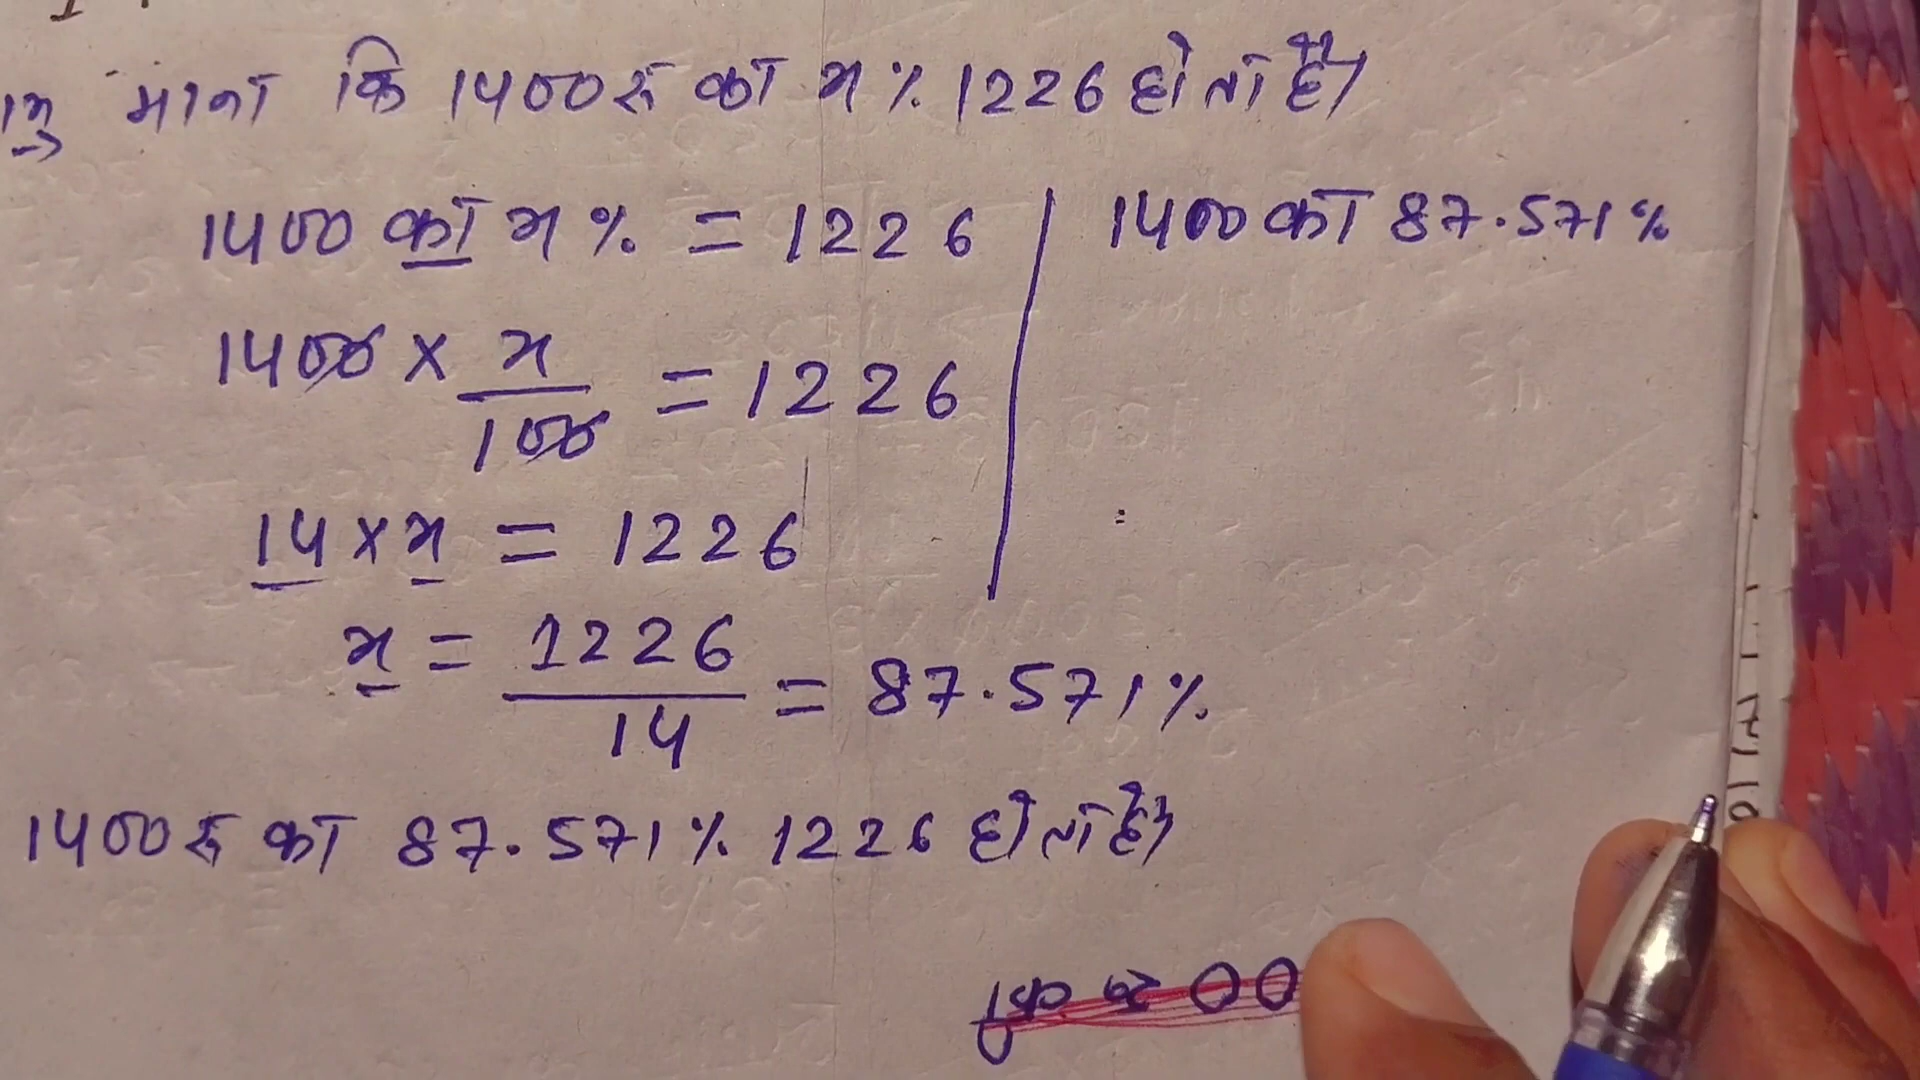 माना कि 1400रु का x% 1226 होता है।
1400 का x% = 1226
1400 × x/100 = 1226
14 × x = 1226
x = 1226/14 = 87.571%
1400रु का 87.571% 1226 होता है।
1400 का 87.571%